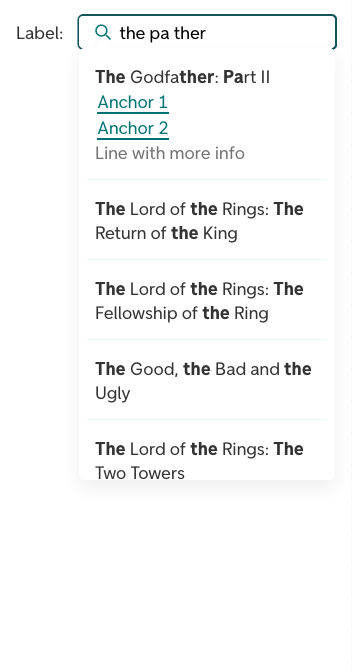 Label:
the pa ther
The Godfather: Part II
Anchor 1
Anchor 2
Line with more info
The Lord of the Rings: The
Return of the King
The Lord of the Rings: The
Fellowship of the Ring
The Good, the Bad and the
Ugly
The Lord of the Rings: The
Two Towers